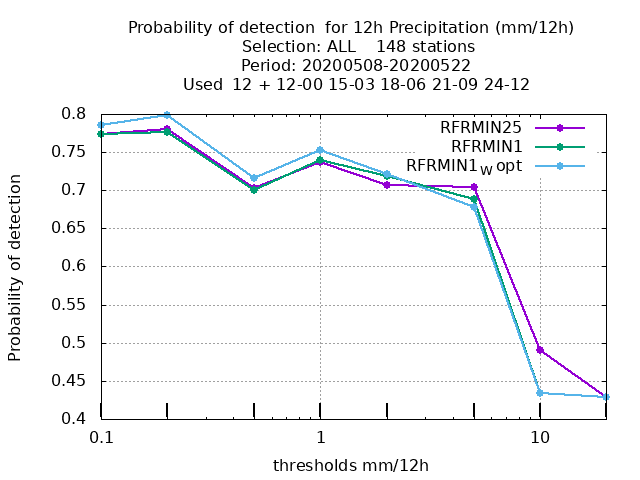 Probability of detection  for 12h Precipitation (mm/12h)
Selection: ALL    148 stations
Period: 20200508-20200522
Used  12 + 12-00 15-03 18-06 21-09 24-12
RFRMIN25
RFRMIN1
RFRMIN1W opt
Probability of detection
0.8
0.75
0.7
0.65
0.6
0.55
0.5
0.45
0.4
0.1 1 10
thresholds mm/12h